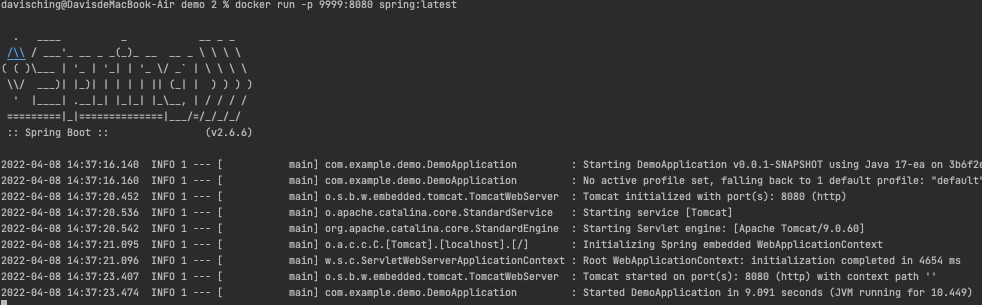 davisching@DavisdeMacBook-Air demo 2 % docker run -p 9999:8080 spring:latest
  .   ____          _            __ _ _
 /\\ / ___'_ __ _ _(_)_ __  __ _ \ \ \ \
( ( )\___ | '_ | '_| | '_ \/ _` | \ \ \ \
 \\/  ___)| |_)| | | | | || (_| |  ) ) ) )
  '  |____| .__|_| |_|_| |_\__, | / / / /
 =========|_|==============|___/=/_/_/_/
 :: Spring Boot ::                (v2.6.6)
2022-04-08 14:37:16.140  INFO 1 --- [           main] com.example.demo.DemoApplication         : Starting DemoApplication v0.0.1-SNAPSHOT using Java 17-ea on 3b6f2e
2022-04-08 14:37:16.160  INFO 1 --- [           main] com.example.demo.DemoApplication         : No active profile set, falling back to 1 default profile: "default"
2022-04-08 14:37:20.452  INFO 1 --- [           main] o.s.b.w.embedded.tomcat.TomcatWebServer  : Tomcat initialized with port(s): 8080 (http)
2022-04-08 14:37:20.536  INFO 1 --- [           main] o.apache.catalina.core.StandardService   : Starting service [Tomcat]
2022-04-08 14:37:20.542  INFO 1 --- [           main] org.apache.catalina.core.StandardEngine  : Starting Servlet engine: [Apache Tomcat/9.0.60]
2022-04-08 14:37:21.095  INFO 1 --- [           main] o.a.c.c.C.[Tomcat].[localhost].[/]       : Initializing Spring embedded WebApplicationContext
2022-04-08 14:37:21.096  INFO 1 --- [           main] w.s.c.ServletWebServerApplicationContext : Root WebApplicationContext: initialization completed in 4654 ms
2022-04-08 14:37:23.407  INFO 1 --- [           main] o.s.b.w.embedded.tomcat.TomcatWebServer  : Tomcat started on port(s): 8080 (http) with context path ''
2022-04-08 14:37:23.474  INFO 1 --- [           main] com.example.demo.DemoApplication         : Started DemoApplication in 9.091 seconds (JVM running for 10.449)